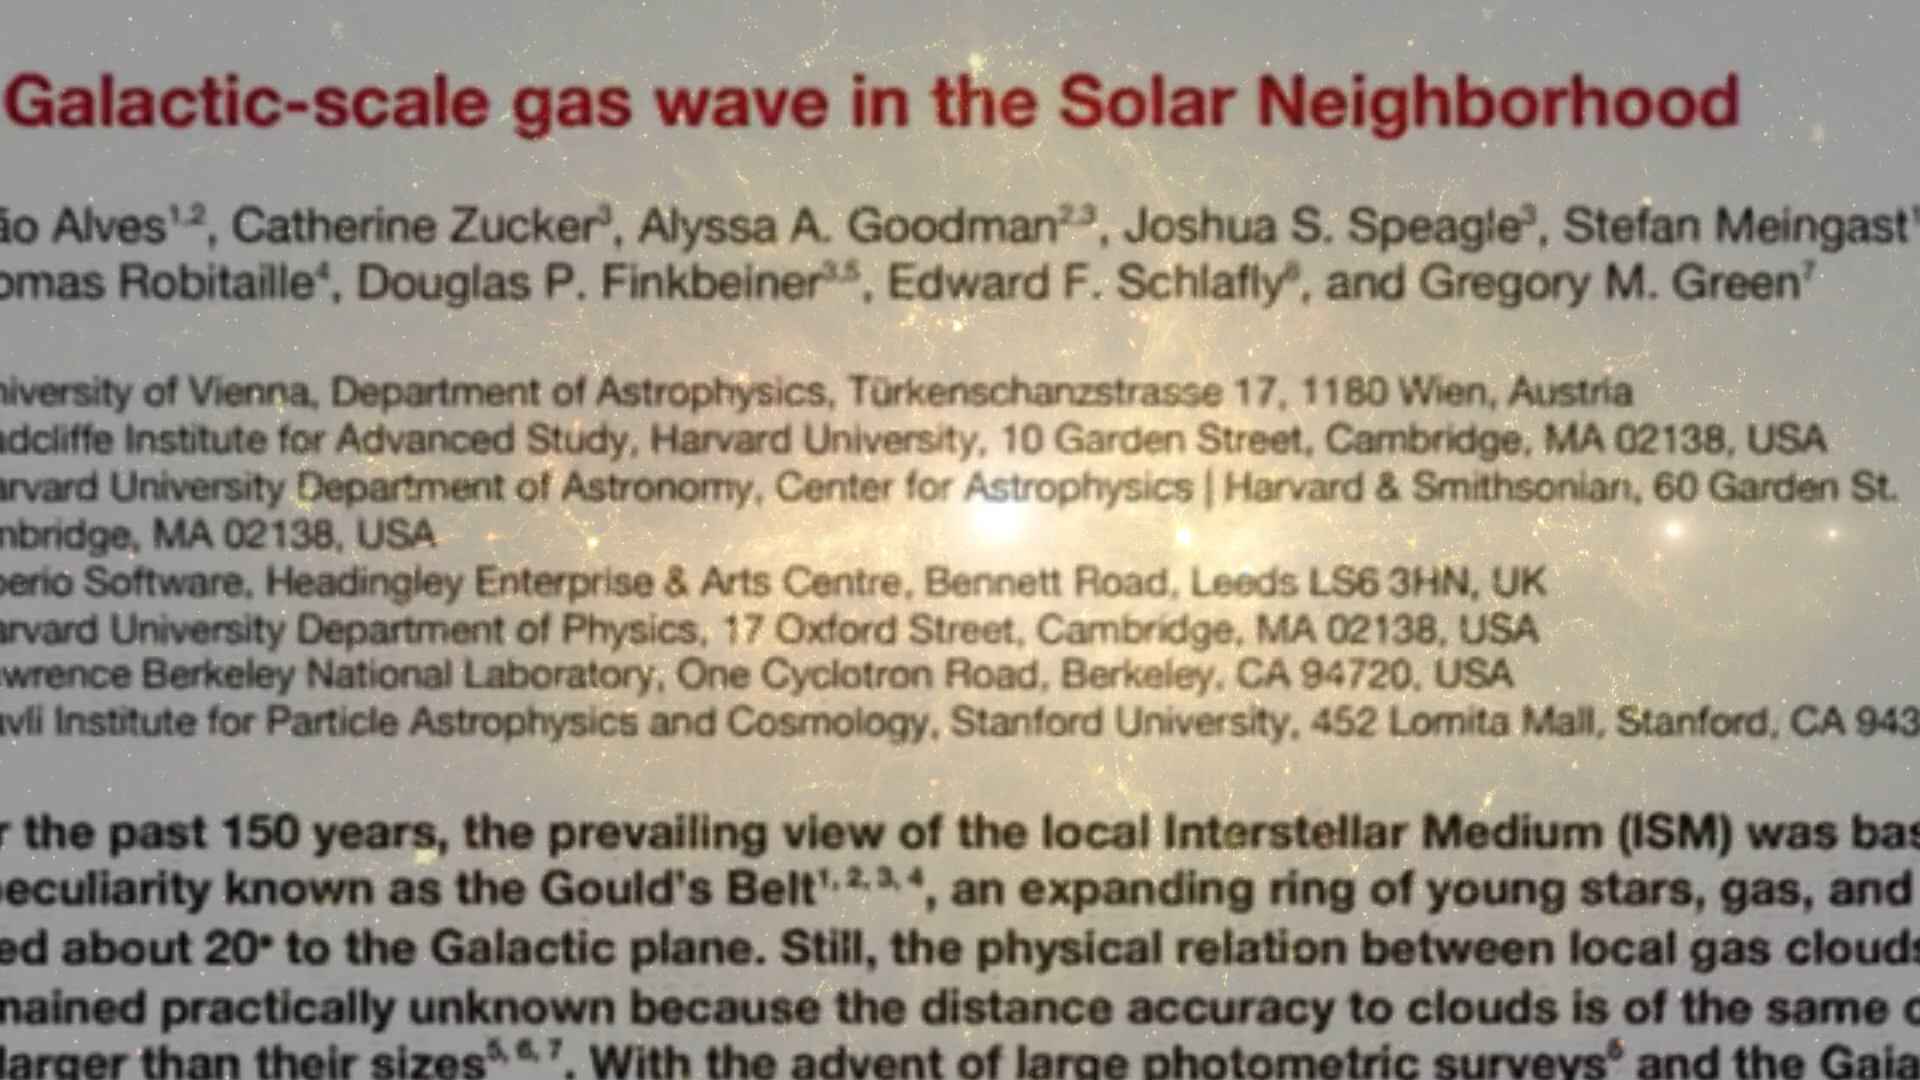 Galactic-scale gas wave in the Solar Neighborhood
ão Alves1,2, Catherine Zucker3, Alyssa A. Goodman2,3, Joshua S. Speagle3, Stefan Meingast1
omas Robitaille4, Douglas P. Finkbeiner3,5, Edward F. Schlafly6, and Gregory M. Green7
niversity of Vienna, Department of Astrophysics, Türkenschanzstrasse 17, 1180 Wien, Austria
adcliffe Institute for Advanced Study, Harvard University, 10 Garden Street, Cambridge, MA 02138, USA
arvard University Department of Astronomy, Center for Astrophysics | Harvard & Smithsonian, 60 Garden St.
mbridge, MA 02138, USA
perio Software, Headingley Enterprise & Arts Centre, Bennett Road, Leeds LS6 3HN, UK
arvard University Department of Physics, 17 Oxford Street, Cambridge, MA 02138, USA
awrence Berkeley National Laboratory, One Cyclotron Road, Berkeley, CA 94720, USA
avli Institute for Particle Astrophysics and Cosmology, Stanford University, 452 Lomita Mall, Stanford, CA 943
r the past 150 years, the prevailing view of the local Interstellar Medium (ISM) was bas
peculiarity known as the Gould's Belt1, 2, 3, 4, an expanding ring of young stars, gas, and
ed about 20° to the Galactic plane. Still, the physical relation between local gas clouds
mained practically unknown because the distance accuracy to clouds is of the same o
larger than their sizes5, 6, 7. With the advent of large photometric surveys8 and the Gaia